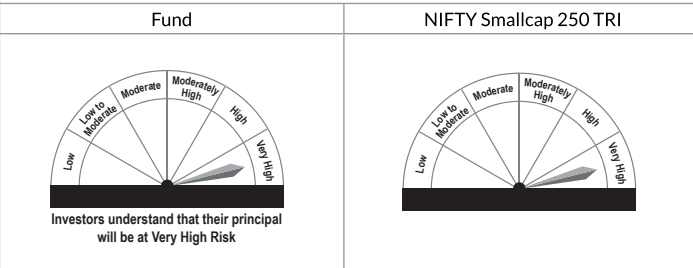 Fund
NIFTY Smallcap 250 TRI
Low
Low to
Moderate
Moderate
Moderately
High
High
Very High
Investors understand that their principal
will be at Very High Risk
Low
Low to
Moderate
Moderate
Moderately
High
High
Very High